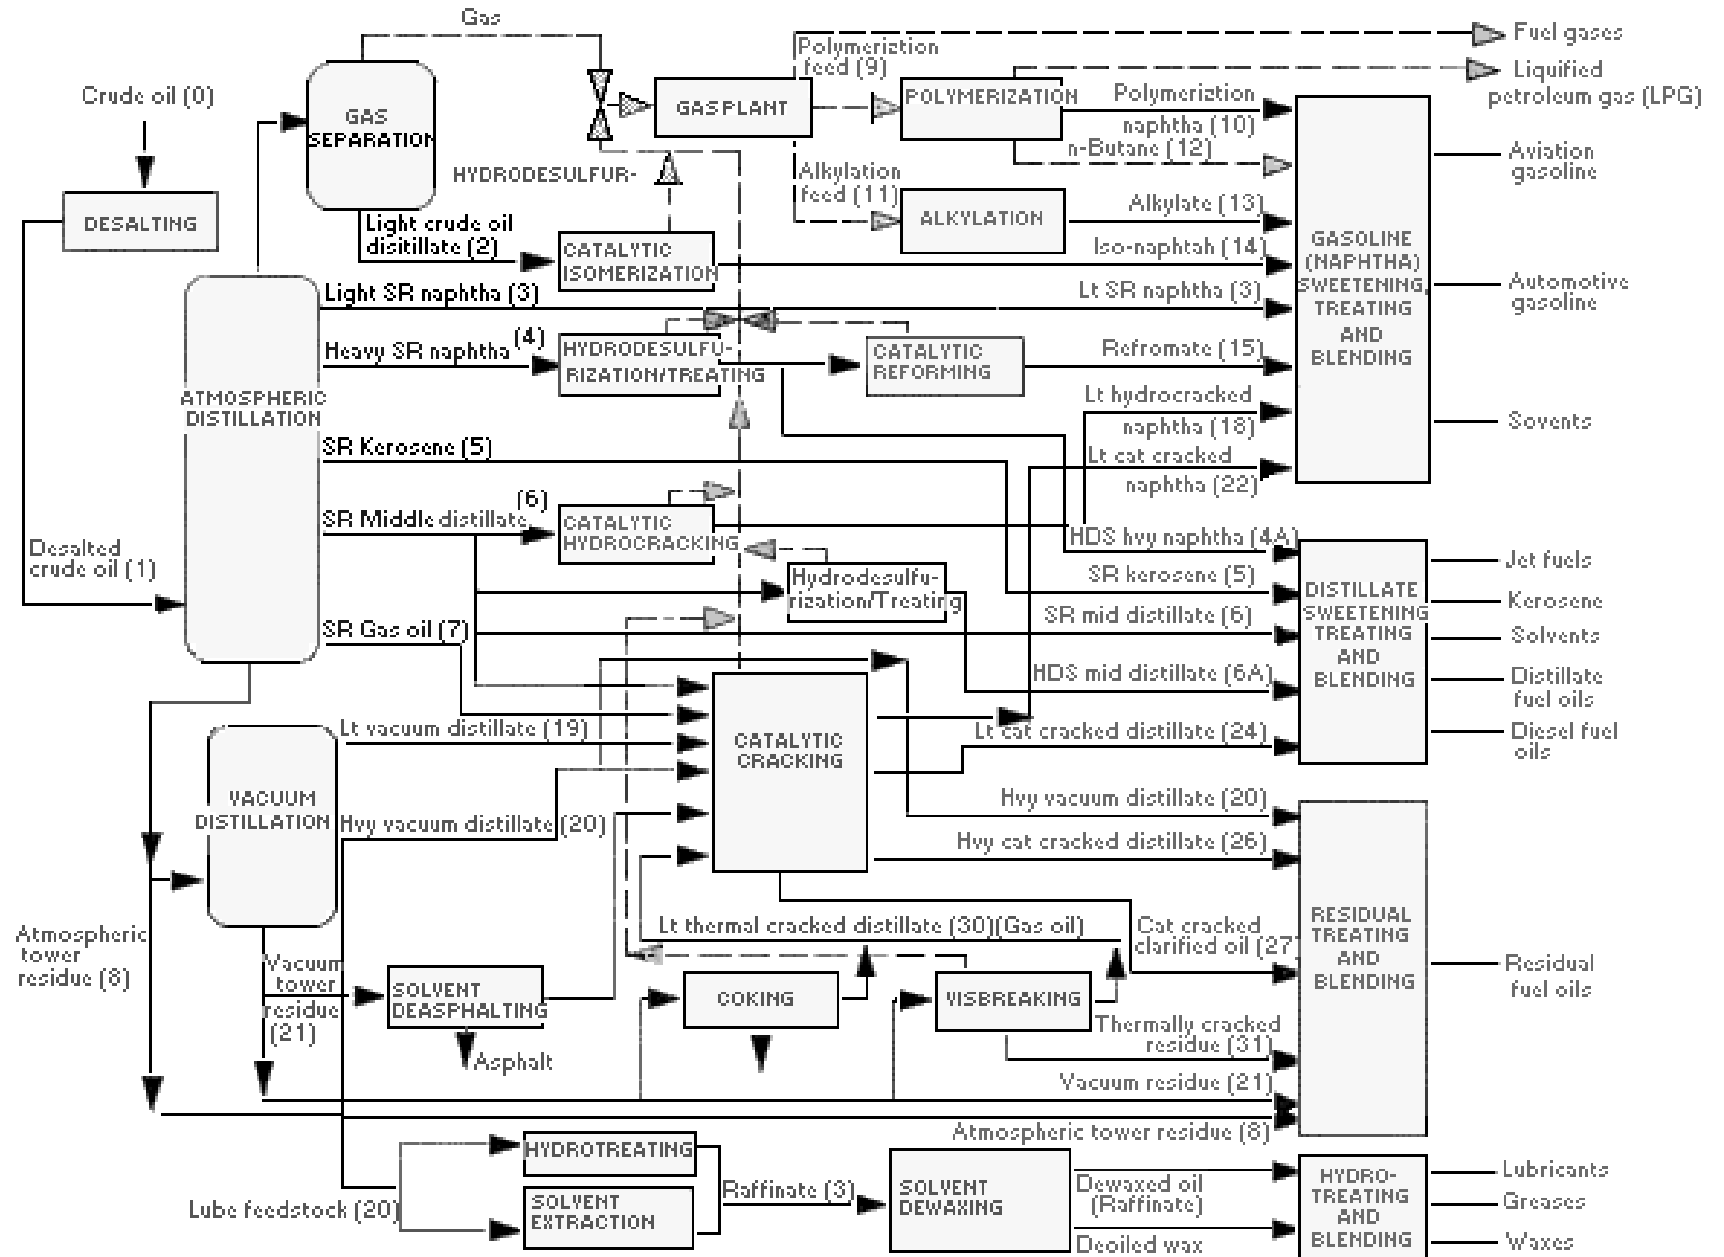 Gas
Fuel gases
Polymeriztion
feed (9)
Liquified
petroleum gas (LPG)
Crude oil (0)
GAS
SEPARATION
GASPLANT
POLYMERIZATION
Polymeriztion
naphtha (10)
n-Butane (12)
Aviation
gasoline
HYDRODESULFUR-
Alkylation
feed (11)
DESALTING
Light crude oil
disitillate (2)
CATALYTIC
ISOMERIZATION
ALKYLATION
Alkylate (13)
Iso-naphtah (14)
GASOLINE
(NAPHTHA)
SWEETENING,
TREATING
AND
BLENDING
Automotive
gasoline
Light SR naphtha (3)
Lt SR naphtha (3)
Heavy SR naphtha (4)
HYDRODESULFU-
RIZATION/TREATING
CATALYTIC
REFORMING
Refromate (15)
ATMOSPHERIC
DISTILLATION
Lt hydrocracked
naphtha (18)
Sovents
SR Kerosene (5)
Lt cat cracked
naphtha (22)
(6)
SR Middle distillate
CATALYTIC
HYDROCRACKING
HDS hvy naphtha (4A)
Desalted
crude oil (1)
Hydrodesulfu-
rization/Treating
SR kerosene (5)
DISTILLATE
SWEETENING
TREATING
AND
BLENDING
Jet fuels
Kerosene
Solvents
Distillate
fuel oils
Diesel fuel
oils
SR Gas oil (7)
SR mid distillate (6)
HDS mid distillate (6A)
Lt vacuum distillate (19)
CATALYTIC
CRACKING
Lt cat cracked distillate (24)
VACUUM
DISTILLATION
Hvy vacuum distillate (20)
Hvy vacuum distillate (20)
Hvy cat cracked distillate (26)
Atmospheric
tower
residue (8)
Lt thermal cracked distillate (30)(Gas oil)
Cat cracked
clarified oil (27)
RESIDUAL
TREATING
AND
BLENDING
Residual
fuel oils
Vacuum
tower
residue
(21)
SOLVENT
DEASPHALTING
COKING
VISBREAKING
Asphalt
Thermally cracked
residue (31)
Vacuum residue (21)
Atmospheric tower residue (8)
HYDROTREATING
Lube feedstock (20)
SOLVENT
EXTRACTION
Raffinate (3)
SOLVENT
DEWAXING
Dewaxed oil
(Raffinate)
Deoiled wax
HYDRO-
TREATING
AND
BLENDING
Lubricants
Greases
Waxes